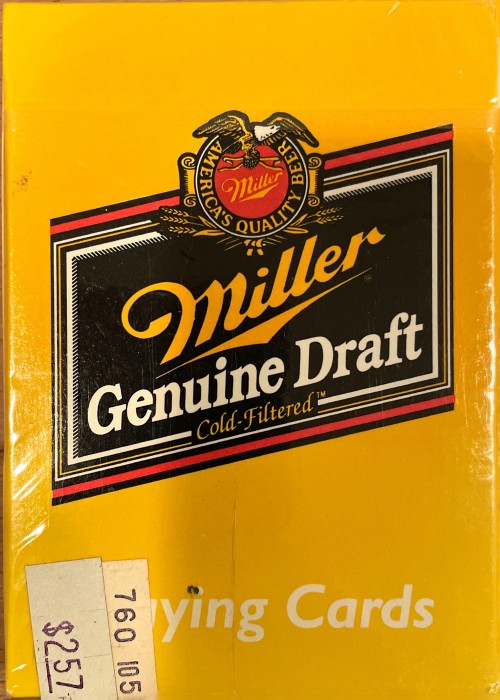 AMERICA'S QUALITY BEER
Miller
Miller
Genuine Draft
Cold-Filtered™
ying Cards
760 105
$257